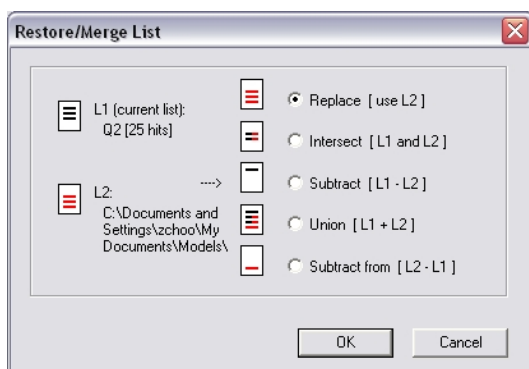 Restore/Merge List
L1 (current list):
Q2 [25 hits]
L2:
C:\Documents and
Settings\zchoo\My
Documents\Models\
---->
Replace [ use L2 ]
Intersect [ L1 and L2 ]
Subtract [ L1 - L2 ]
Union [ L1 + L2 ]
Subtract from [ L2 - L1 ]
OK
Cancel